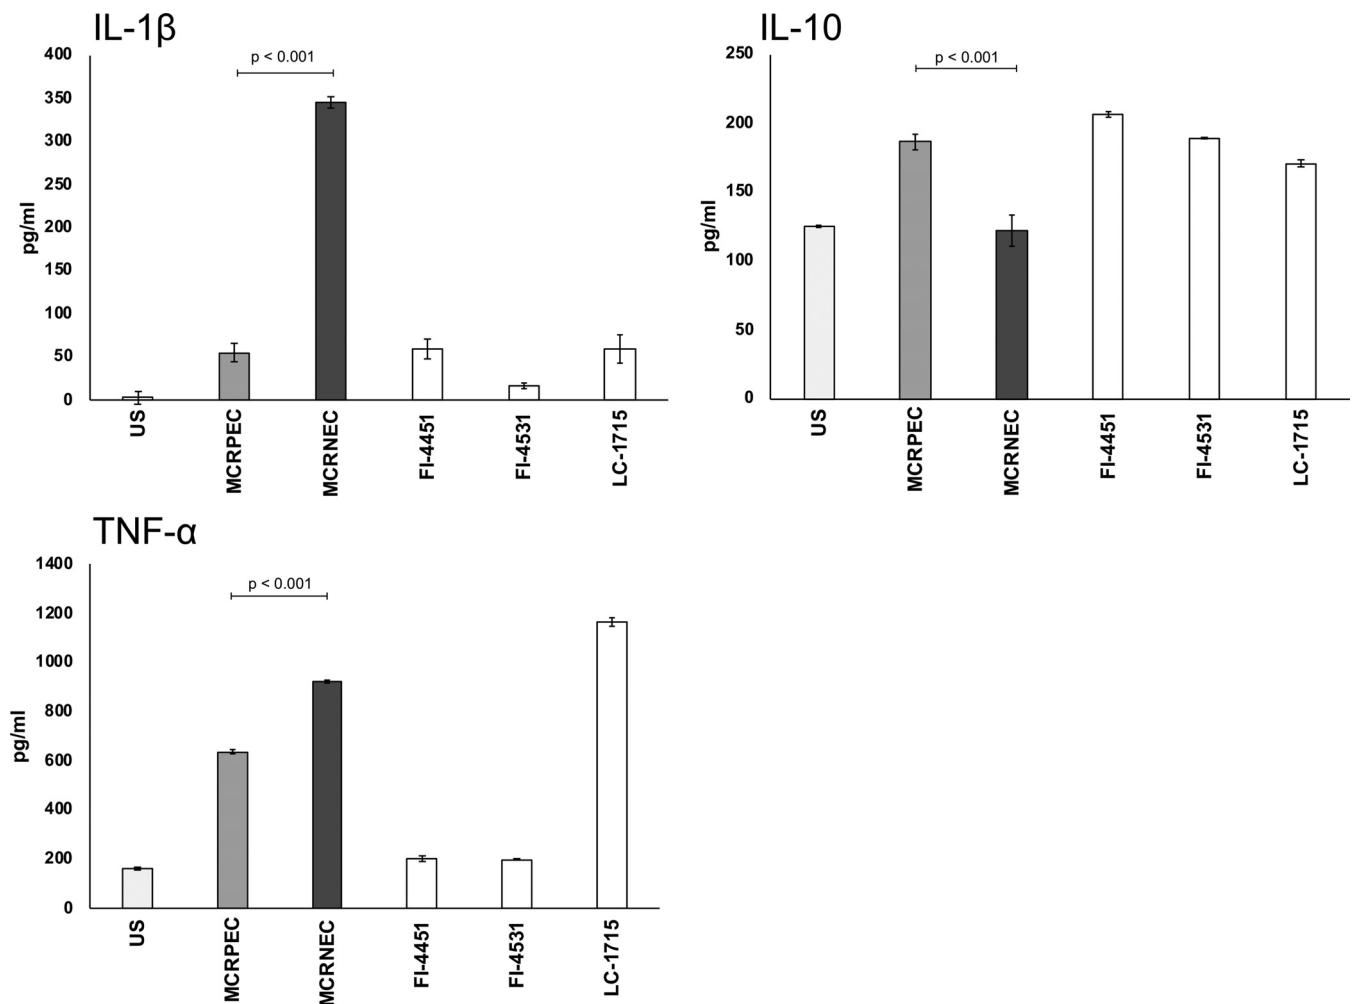 IL-1β
400
350
300
250
200
150
100
50
0
pg/ml
p < 0.001
US
MCRPEC
MCRNEC
FI-4451
FI-4531
LC-1715
IL-10
250
200
150
100
50
0
pg/ml
p < 0.001
US
MCRPEC
MCRNEC
FI-4451
FI-4531
LC-1715
TNF-α
1400
1200
1000
800
600
400
200
0
pg/ml
p < 0.001
US
MCRPEC
MCRNEC
FI-4451
FI-4531
LC-1715